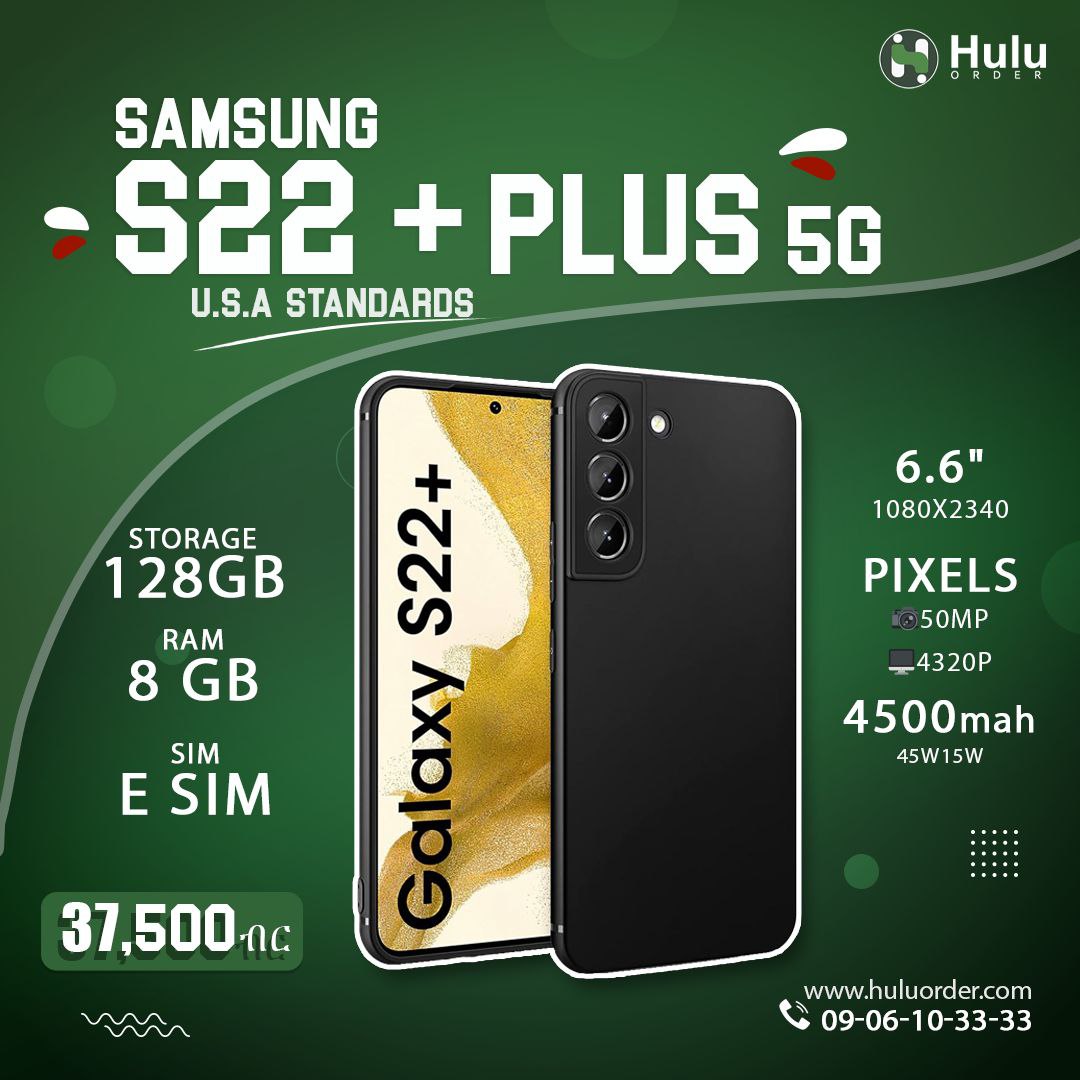 Hulu
ORDER
SAMSUNG
S22 + PLUS 5G
U.S.A STANDARDS
STORAGE
128GB
RAM
8 GB
SIM
E SIM
Galaxy S22+
6.6"
1080X2340
PIXELS
50MP
4320P
4500mah
45W15W
37,500 ብር
www.huluorder.com
09-06-10-33-33